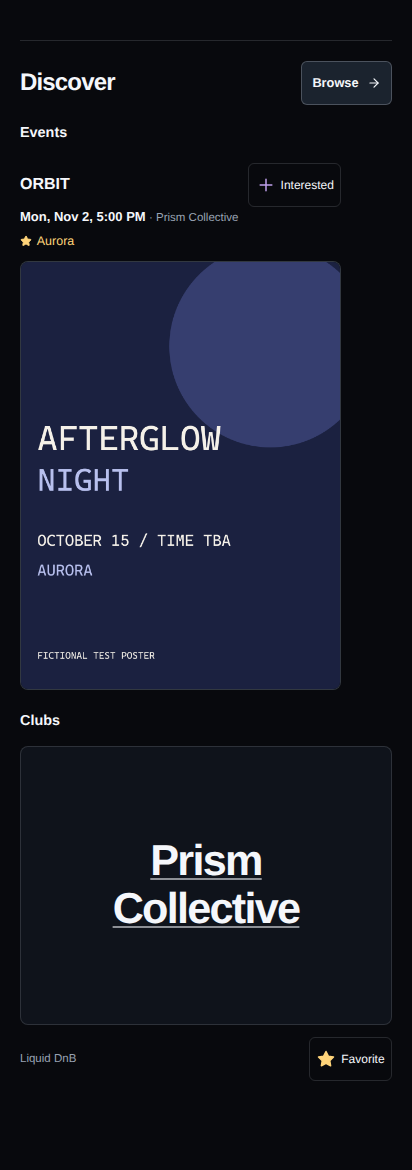 Discover
Browse
Events
ORBIT
Interested
Mon, Nov 2, 5:00 PM · Prism Collective
Aurora
AFTERGLOW
NIGHT
OCTOBER 15 / TIME TBA
AURORA
FICTIONAL TEST POSTER
Clubs
Prism
Collective
Liquid DnB
Favorite